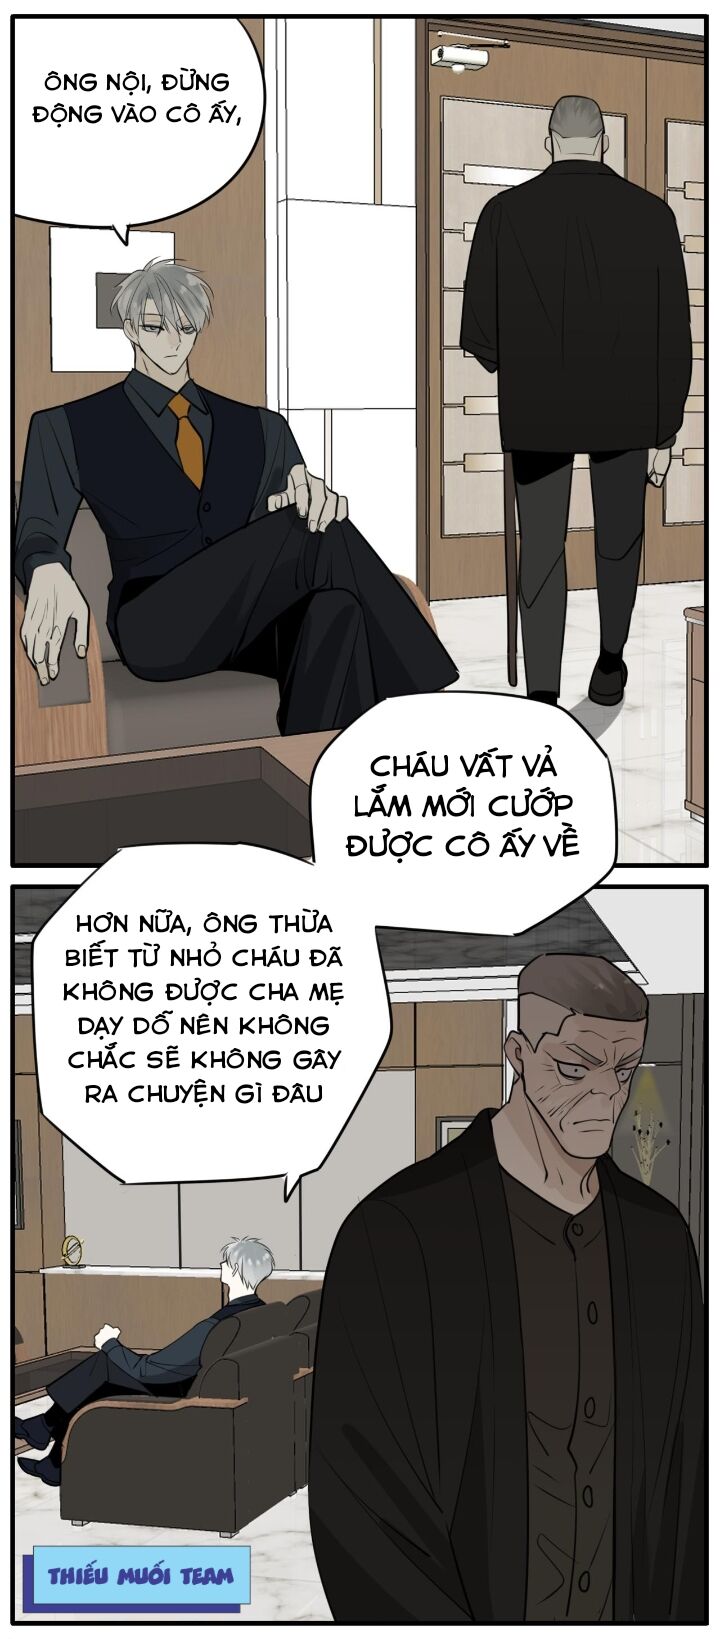 ÔNG NỘI, ĐỪNG
ĐỘNG VÀO CÔ ẤY,
CHÁU VẤT VẢ
LẮM MỚI CƯỚP
ĐƯỢC CÔ ẤY VỀ
HƠN NỮA, ÔNG THỪA
BIẾT TỪ NHỎ CHÁU ĐÃ
KHÔNG ĐƯỢC CHA MẸ
DẠY DỖ NÊN KHÔNG
CHẮC SẼ KHÔNG GÂY
RA CHUYỆN GÌ ĐÂU
THIẾU MUỐI TEAM